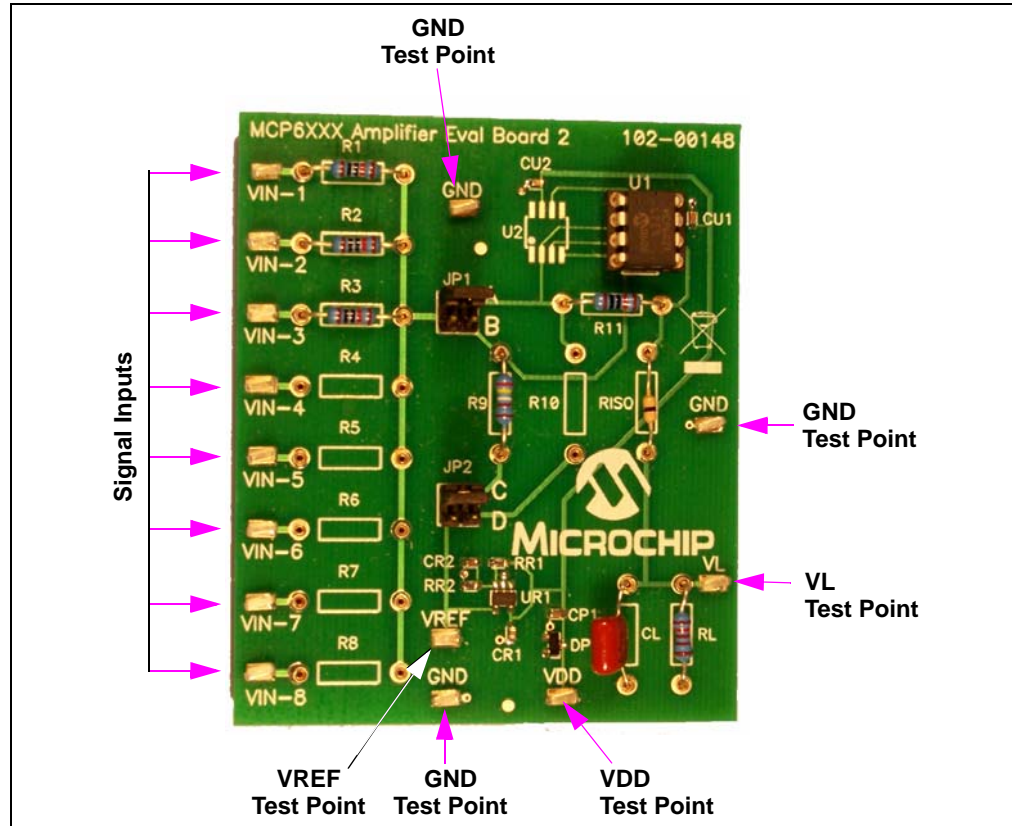 GND
Test Point
MCP6XXX Amplifier Eval Board 2
102-00148
R1
VIN-1
R2
VIN-2
R3
VIN-3
R4
VIN-4
R5
VIN-5
R6
VIN-6
R7
VIN-7
R8
VIN-8
Signal Inputs
GND
CU2
U1
CU1
U2
JP1
B
R11
R9
R10
RISO
GND
GND
Test Point
JP2
C
D
MICROCHIP
CR2
RR1
RR2
UR1
VREF
CR1
CP1
DP
CL
RL
VL
VL
Test Point
GND
VDD
VREF
Test Point
GND
Test Point
VDD
Test Point